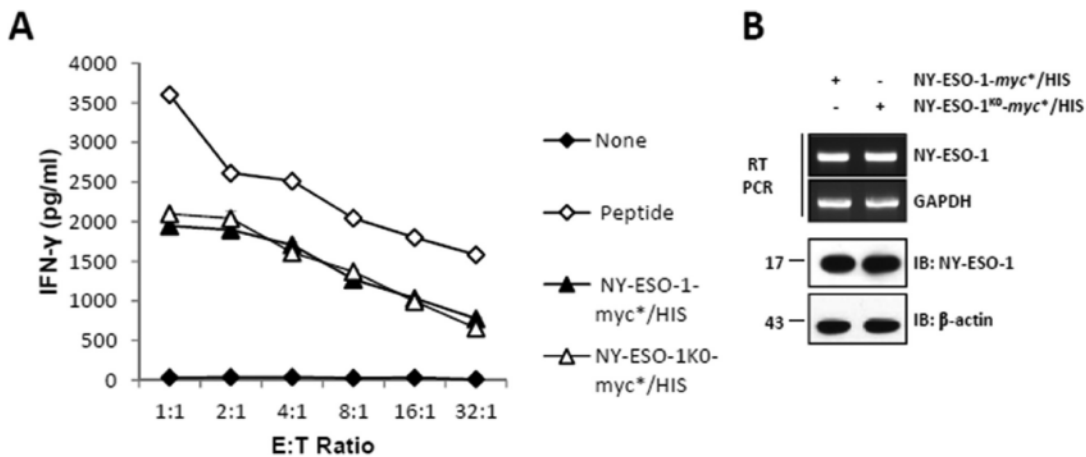 A
4000
3500
3000
2500
2000
1500
1000
500
0
IFN-γ (pg/ml)
1:1 2:1 4:1 8:1 16:1 32:1
E:T Ratio
None
Peptide
NY-ESO-1-
myc*/HIS
NY-ESO-1K0-
myc*/HIS
B
+ - NY-ESO-1-myc*/HIS
- + NY-ESO-1ᴷ⁰-myc*/HIS
RT
PCR
NY-ESO-1
GAPDH
17 IB: NY-ESO-1
43 IB: β-actin